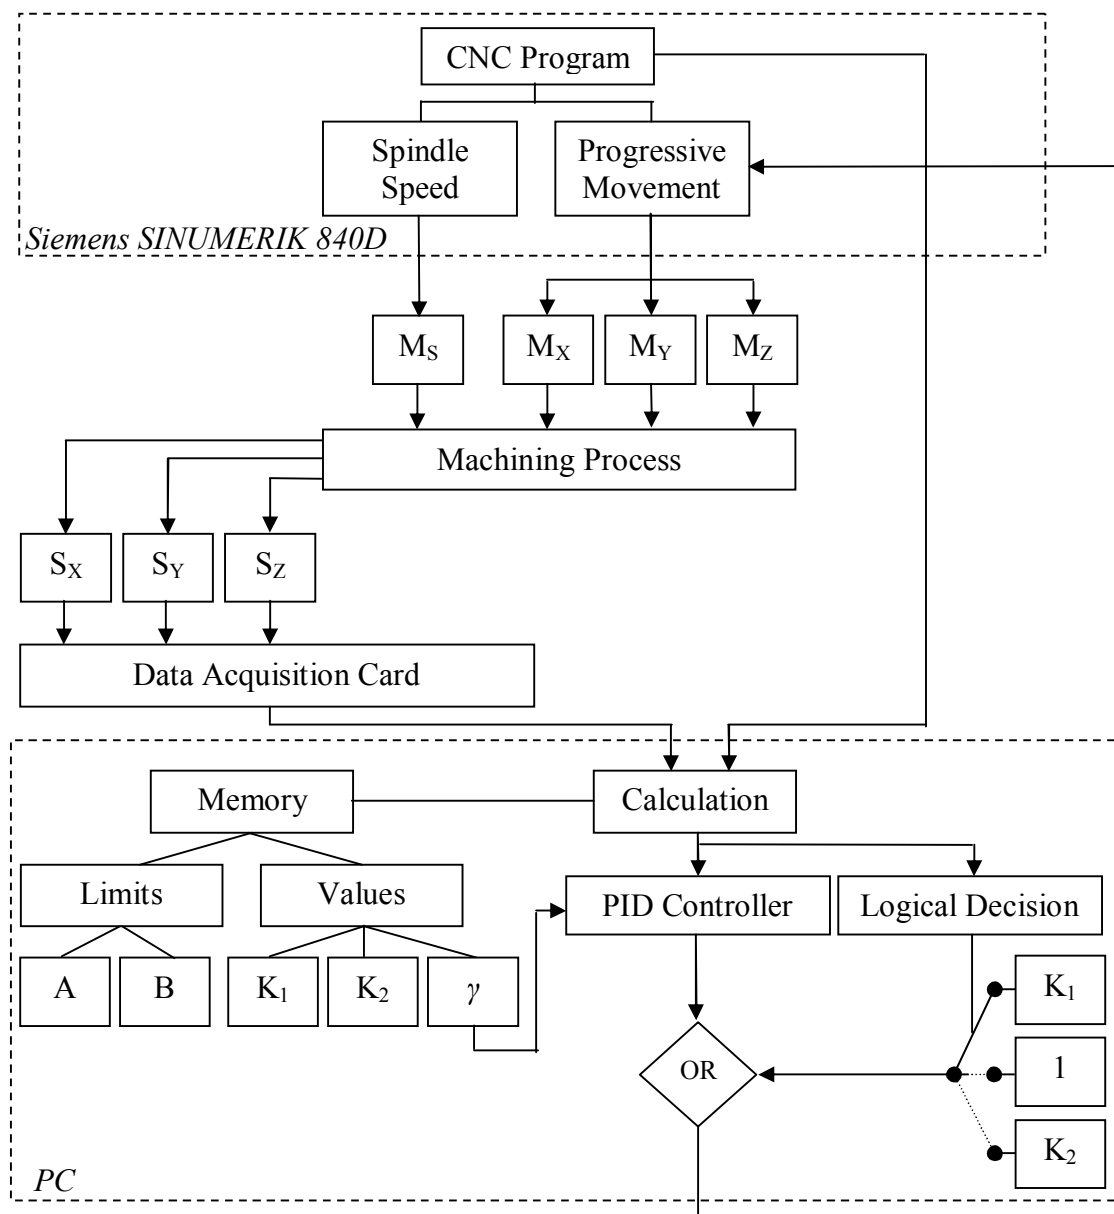 CNC Program
Spindle
Speed
Progressive
Movement
Siemens SINUMERIK 840D
M_S
M_X
M_Y
M_Z
Machining Process
S_X
S_Y
S_Z
Data Acquisition Card
Memory
Calculation
Limits
Values
PID Controller
Logical Decision
A
B
K_1
K_2
γ
K_1
OR
1
K_2
PC